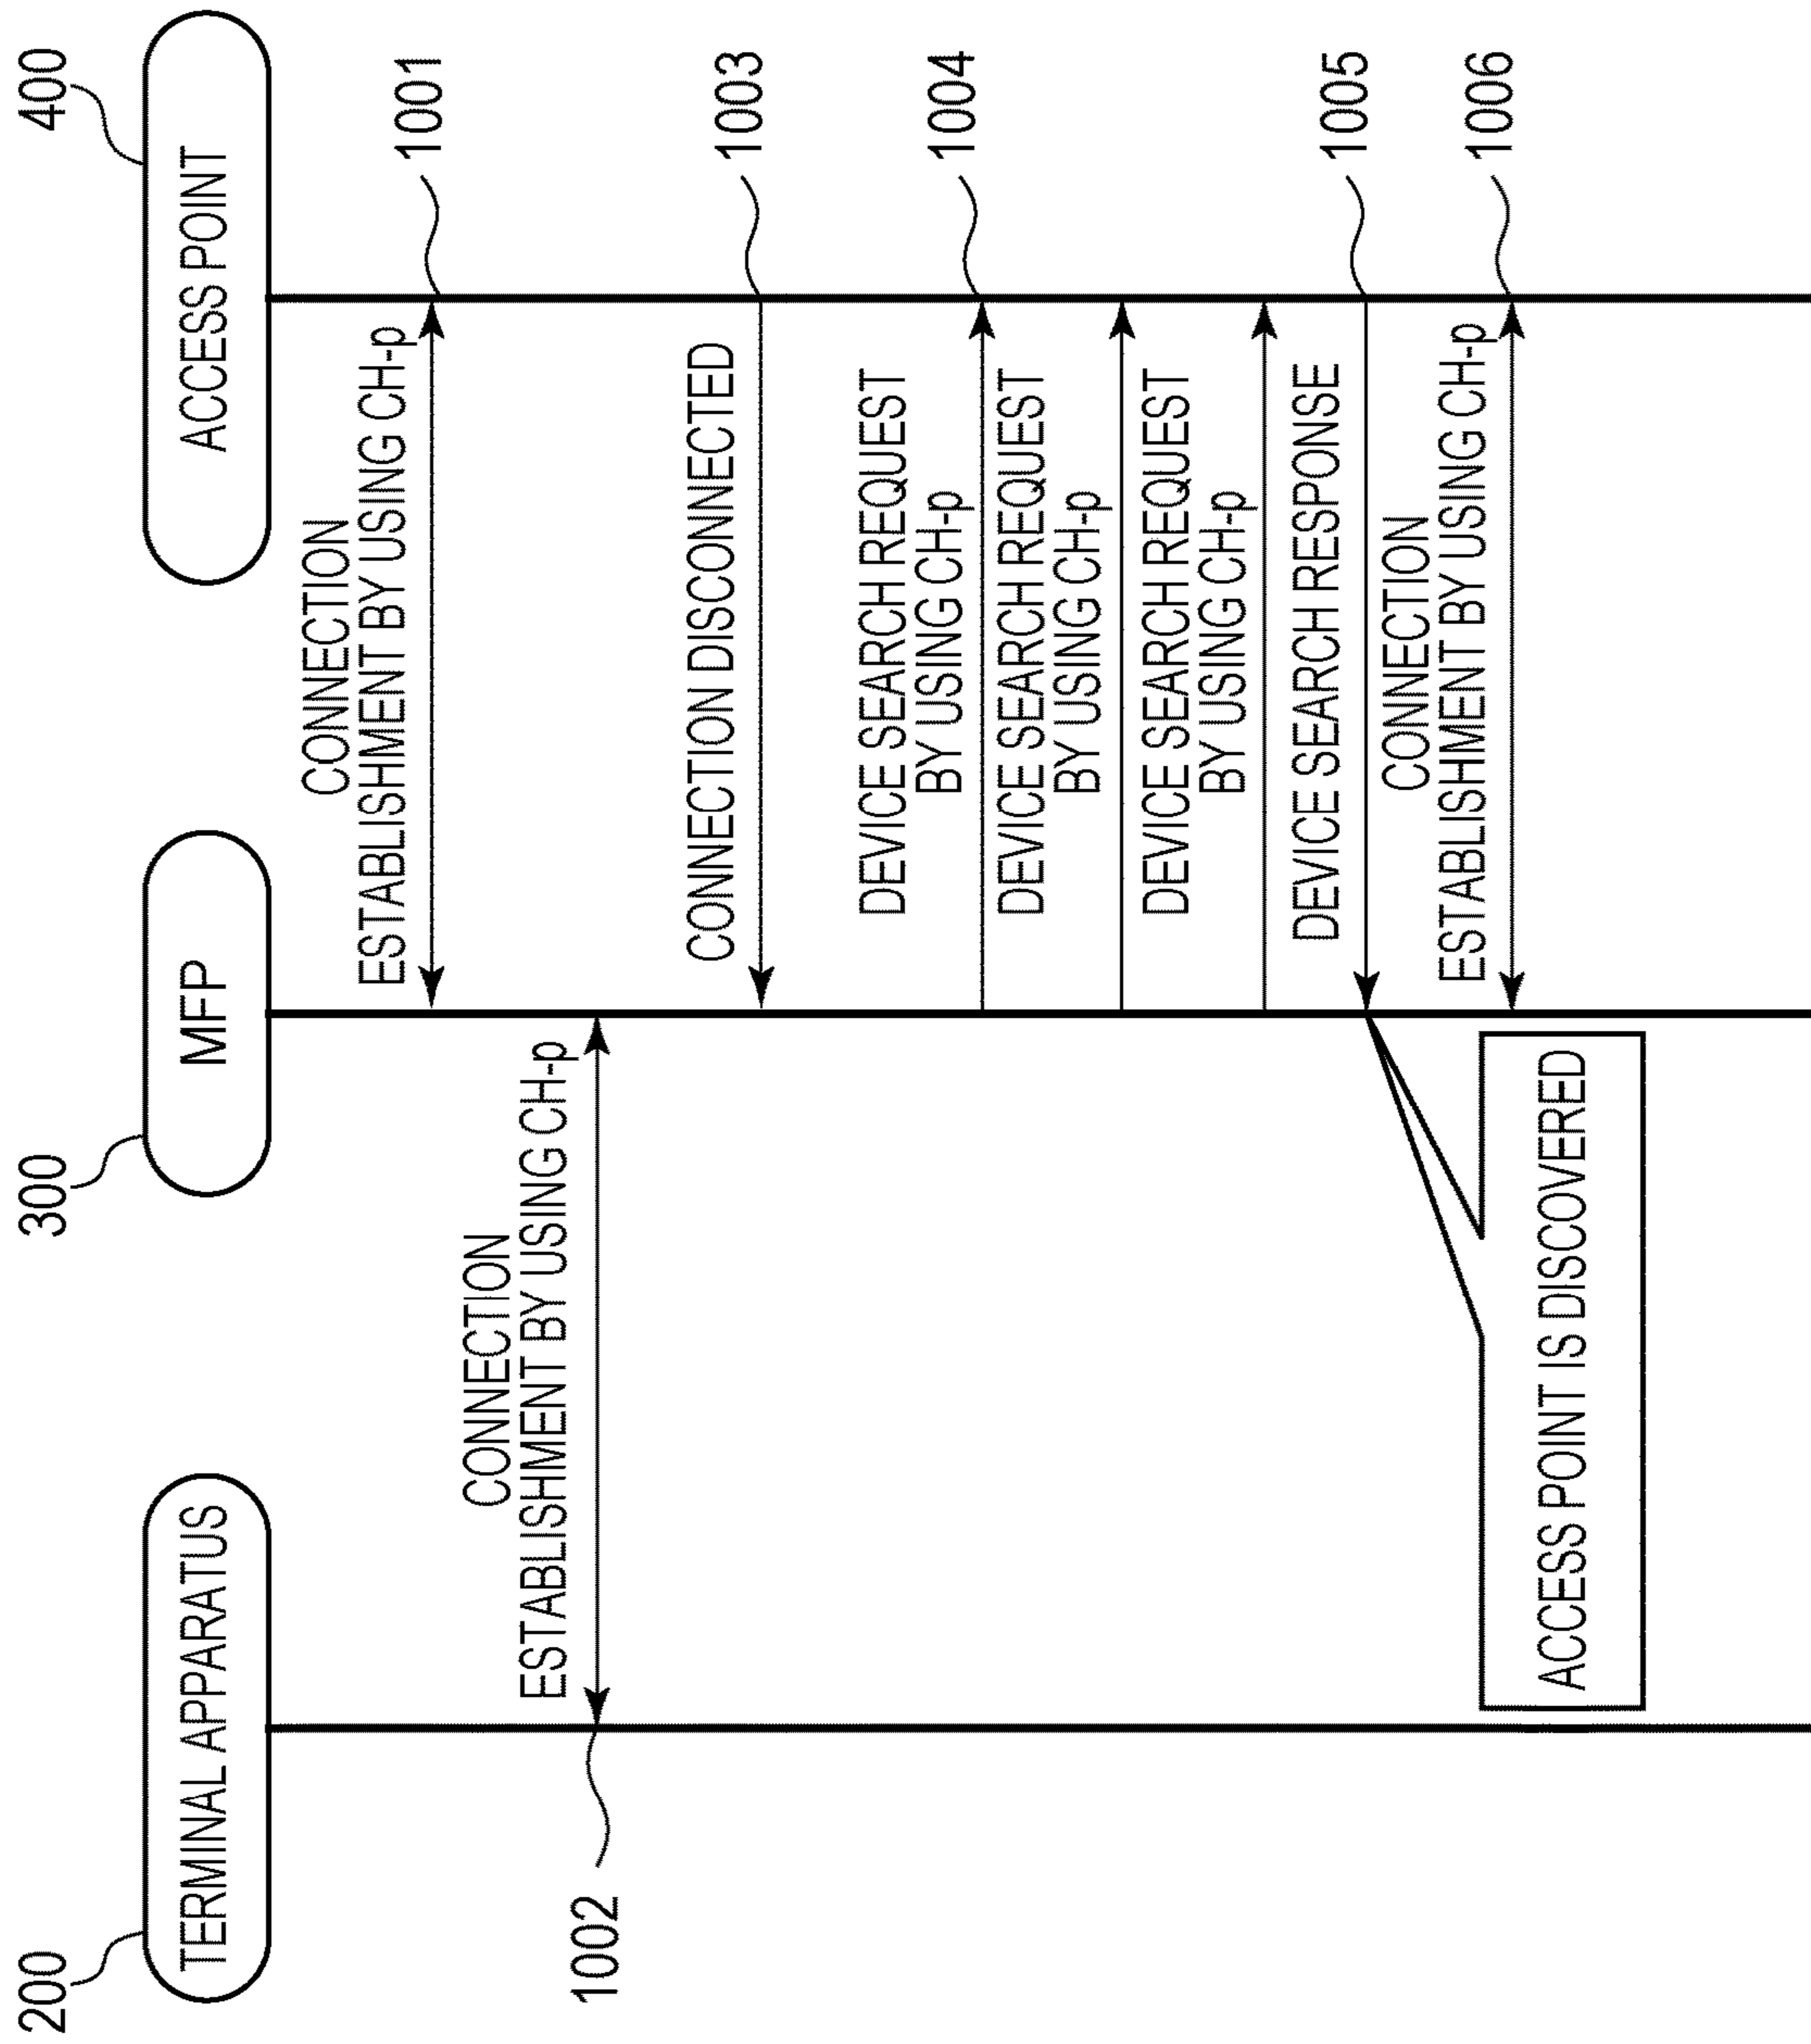 200
TERMINAL APPARATUS
300
MFP
400
ACCESS POINT
CONNECTION
ESTABLISHMENT BY USING CH-p
1001
1002
CONNECTION
ESTABLISHMENT BY USING CH-p
CONNECTION DISCONNECTED
1003
DEVICE SEARCH REQUEST
BY USING CH-p
1004
DEVICE SEARCH REQUEST
BY USING CH-p
DEVICE SEARCH REQUEST
BY USING CH-p
DEVICE SEARCH RESPONSE
1005
CONNECTION
ESTABLISHMENT BY USING CH-p
1006
ACCESS POINT IS DISCOVERED